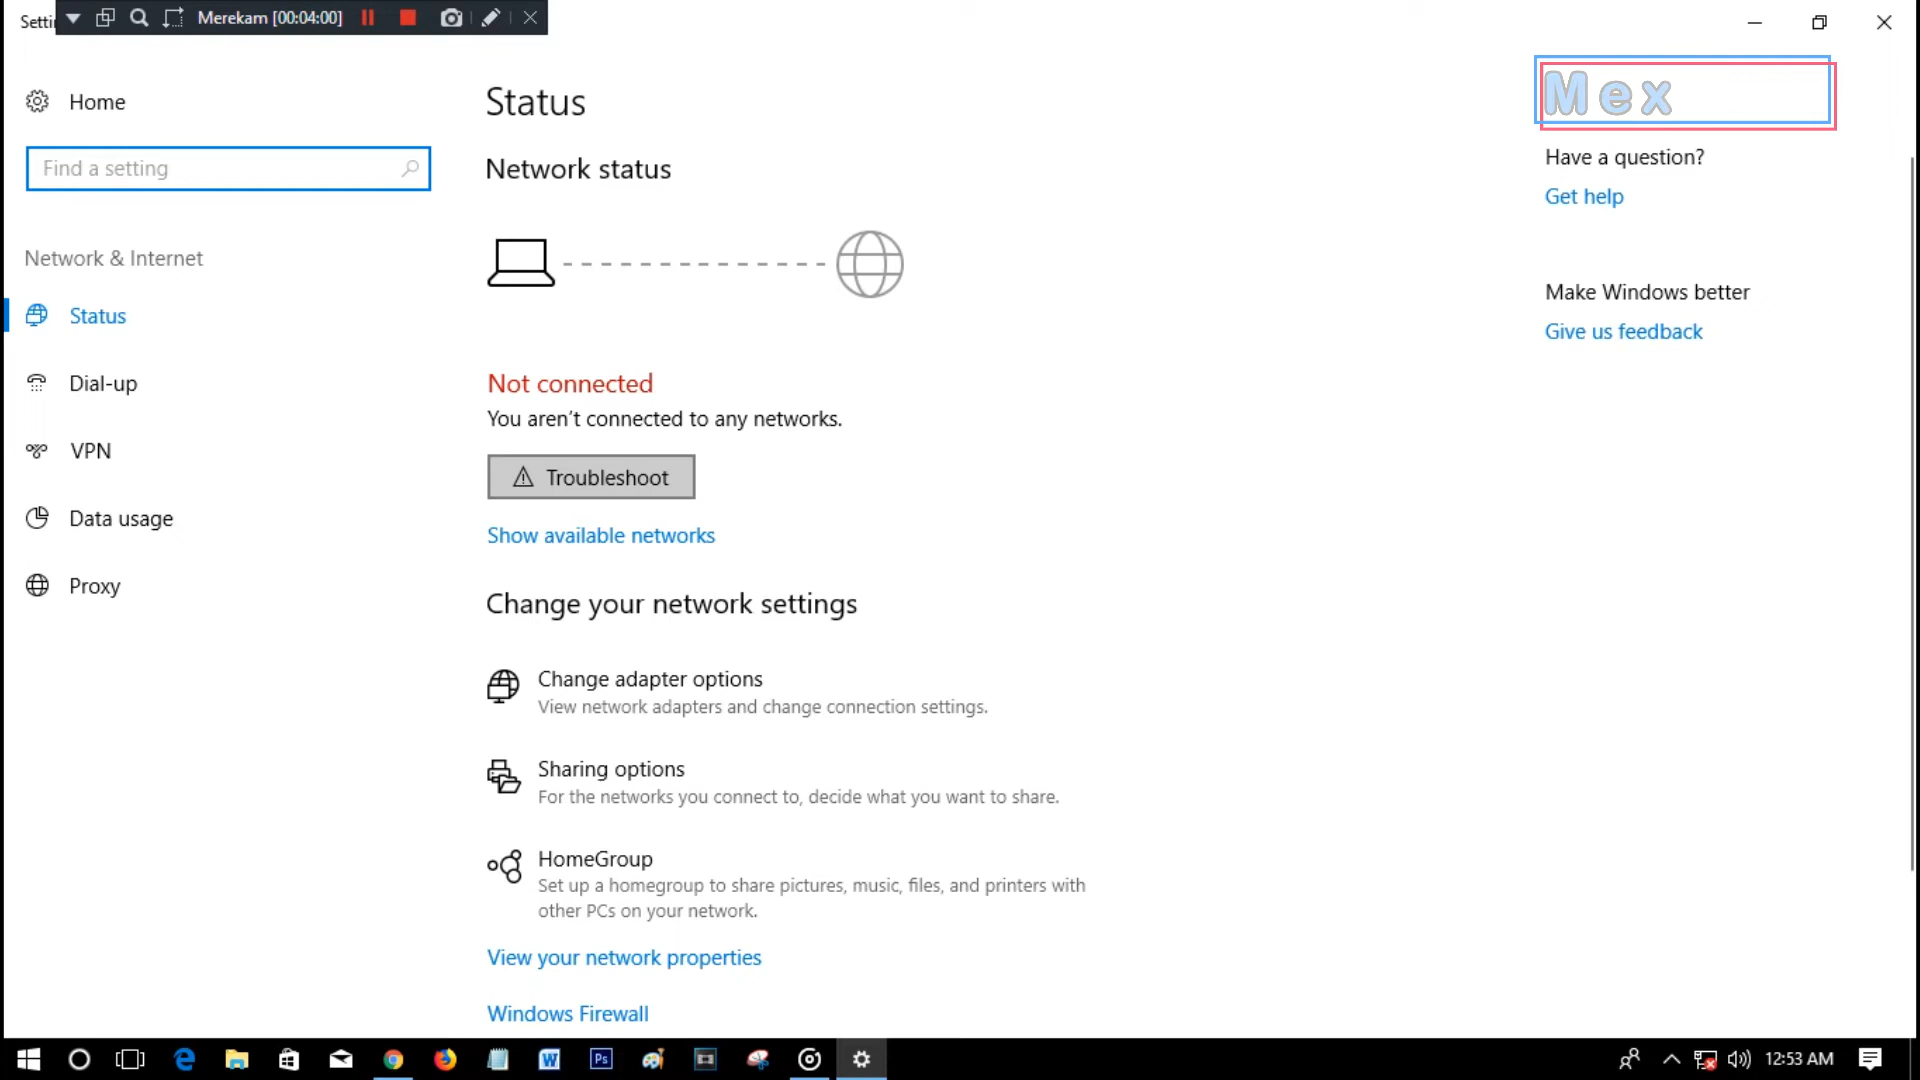 Setti
Merekam [00:04:00]
Mex
Home
Find a setting
Network & Internet
Status
Dial-up
VPN
Data usage
Proxy
Status
Network status
Not connected
You aren’t connected to any networks.
Troubleshoot
Show available networks
Change your network settings
Change adapter options
View network adapters and change connection settings.
Sharing options
For the networks you connect to, decide what you want to share.
HomeGroup
Set up a homegroup to share pictures, music, files, and printers with
other PCs on your network.
View your network properties
Windows Firewall
Have a question?
Get help
Make Windows better
Give us feedback
W
Ps
12:53 AM